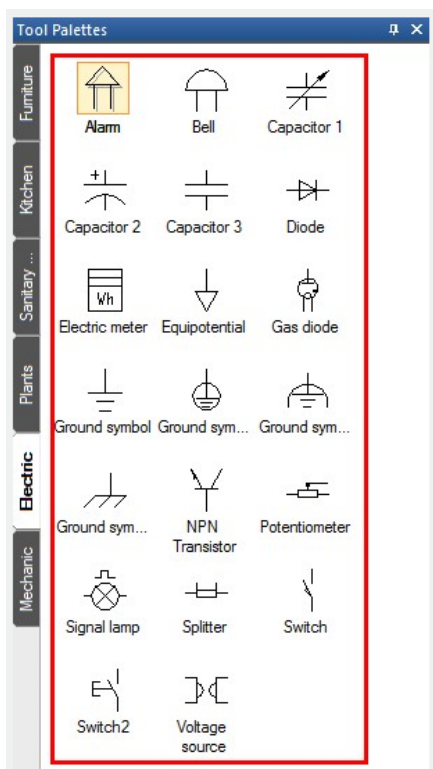 Tool Palettes
Furniture
Kitchen
Sanitary ...
Plants
Electric
Mechanic
Alarm
Bell
Capacitor 1
+
Capacitor 2
Capacitor 3
Diode
Wh
Electric meter
Equipotential
Gas diode
Ground symbol
Ground sym...
Ground sym...
Ground sym...
NPN
Transistor
Potentiometer
Signal lamp
Splitter
Switch
Switch2
Voltage
source